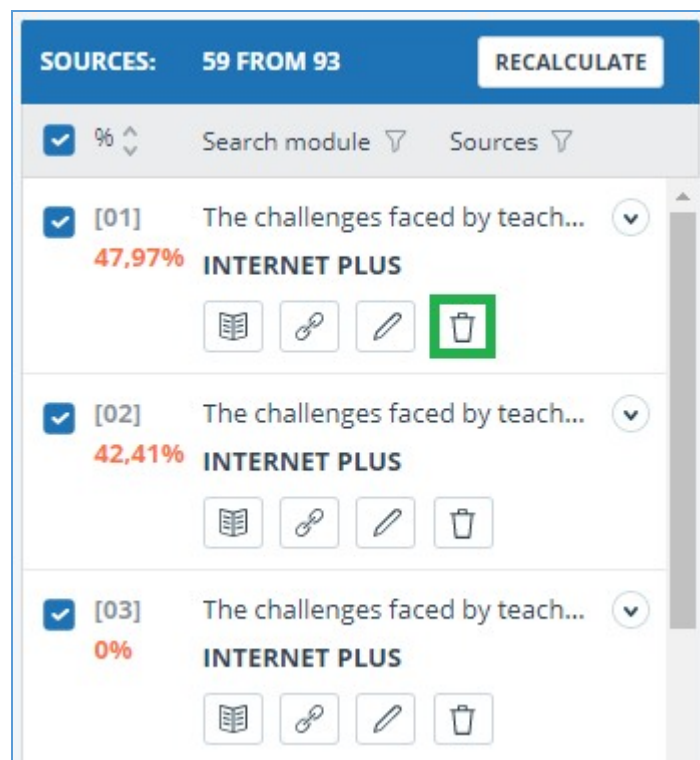 SOURCES: 59 FROM 93 RECALCULATE
% Search module Sources
[01] The challenges faced by teach...
47,97% INTERNET PLUS
[02] The challenges faced by teach...
42,41% INTERNET PLUS
[03] The challenges faced by teach...
0% INTERNET PLUS